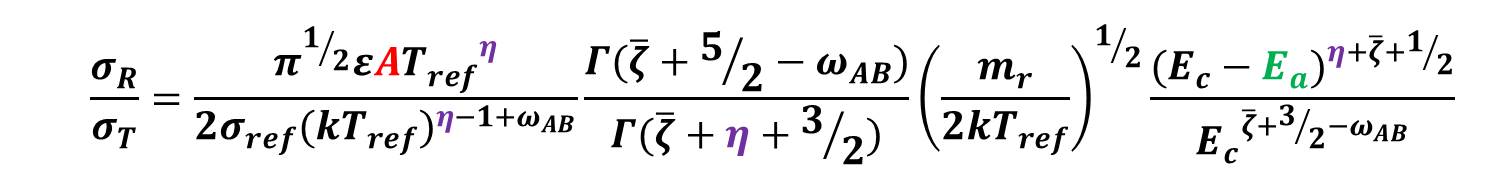 σ_R/σ_T = (π^{1/2} ε A T_ref^η)/(2σ_ref(kT_ref)^{η−1+ω_AB}) (Γ(ζ̄ + 5/2 − ω_AB))/(Γ(ζ̄ + η + 3/2)) (m_r/(2kT_ref))^{1/2} ((E_c − E_a)^{η+ζ̄+1/2})/(E_c^{ζ̄+3/2−ω_AB})